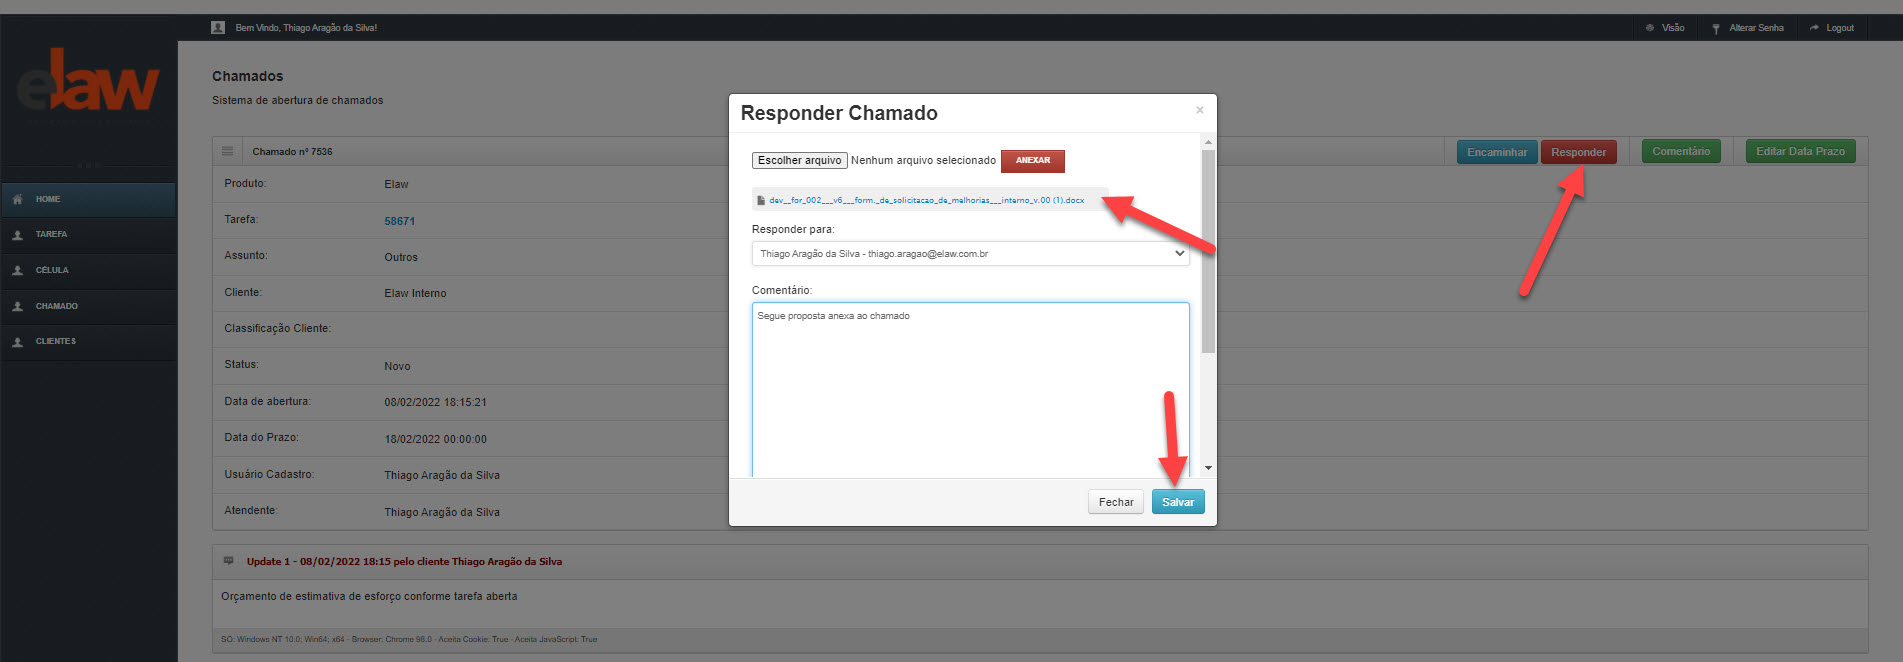 Bem Vindo, Thiago Aragão da Silva!
Visão
Alterar Senha
Logout
elaw
HOME
TAREFA
CÉLULA
CHAMADO
CLIENTES
Chamados
Sistema de abertura de chamados
Chamado nº 7536
Encaminhar
Responder
Comentário
Editar Data Prazo
Produto: Elaw
Tarefa: 58671
Assunto: Outros
Cliente: Elaw Interno
Classificação Cliente:
Status: Novo
Data de abertura: 08/02/2022 18:15:21
Data do Prazo: 18/02/2022 00:00:00
Usuário Cadastro: Thiago Aragão da Silva
Atendente: Thiago Aragão da Silva
Responder Chamado
×
Escolher arquivo Nenhum arquivo selecionado ANEXAR
dev__for_002___v6___form._de_solicitacao_de_melhorias___interno_v.00 (1).docx
Responder para:
Thiago Aragão da Silva - thiago.aragao@elaw.com.br
Comentário:
Segue proposta anexa ao chamado
Fechar
Salvar
Update 1 - 08/02/2022 18:15 pelo cliente Thiago Aragão da Silva
Orçamento de estimativa de esforço conforme tarefa aberta
SO: Windows NT 10.0; Win64; x64 - Browser: Chrome 98.0 - Aceita Cookie: True - Aceita JavaScript: True